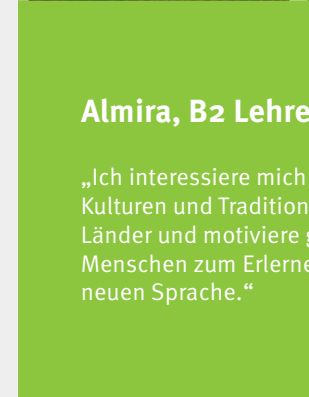 Almira, B2 Lehre
„Ich interessiere mich
Kulturen und Tradition
Länder und motiviere
Menschen zum Erlerne
neuen Sprache.“